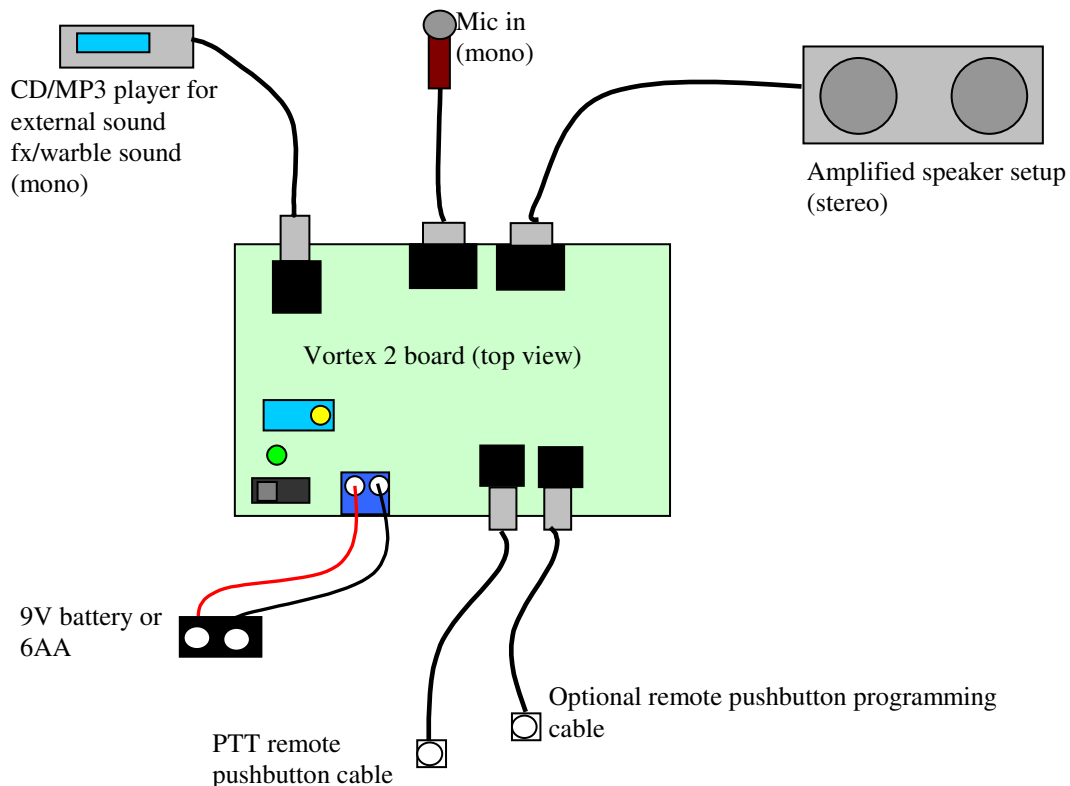 Mic in
(mono)
CD/MP3 player for
external sound
fx/warble sound
(mono)
Amplified speaker setup
(stereo)
Vortex 2 board (top view)
9V battery or
6AA
Optional remote pushbutton programming
cable
PTT remote
pushbutton cable